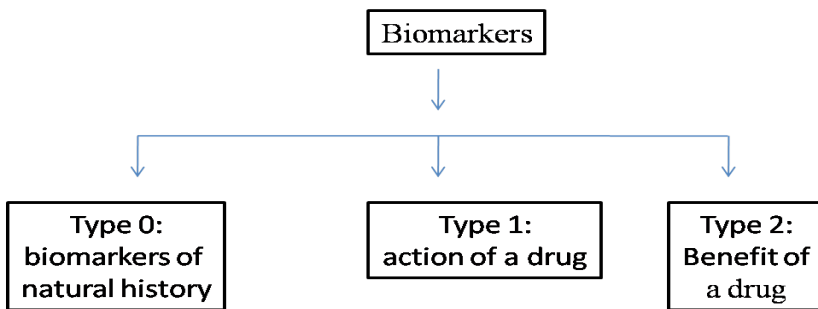 Biomarkers
Type 0:
biomarkers of
natural history
Type 1:
action of a drug
Type 2:
Benefit of
a drug